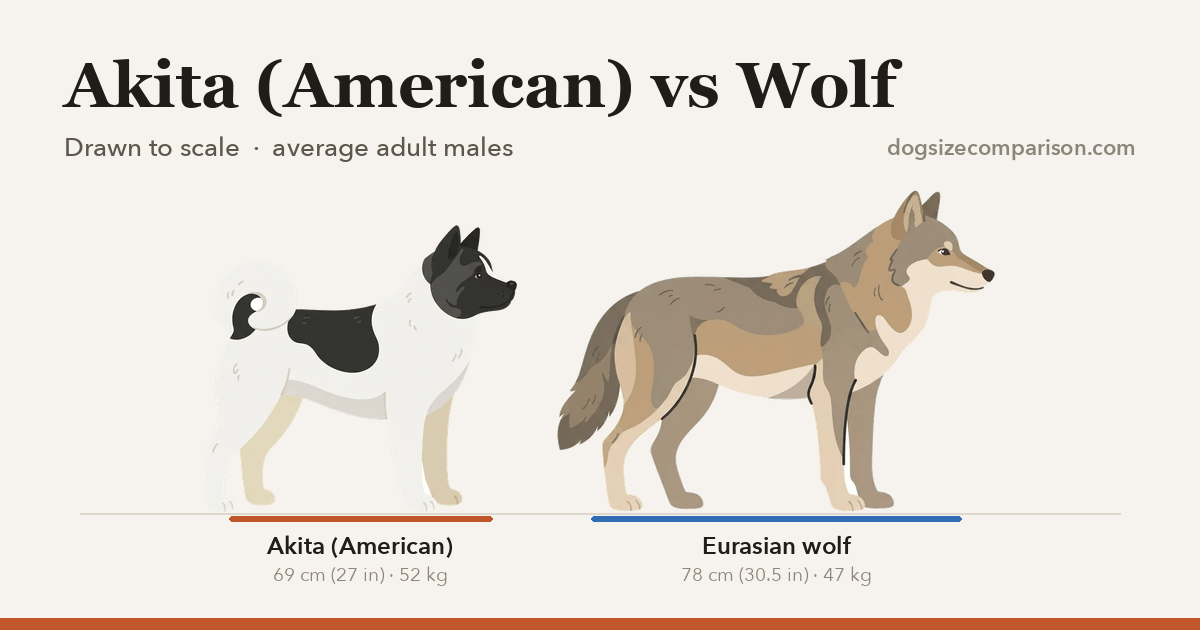 Akita (American) vs Wolf
Drawn to scale · average adult males
dogsizecomparison.com
Akita (American)
69 cm (27 in) · 52 kg
Eurasian wolf
78 cm (30.5 in) · 47 kg